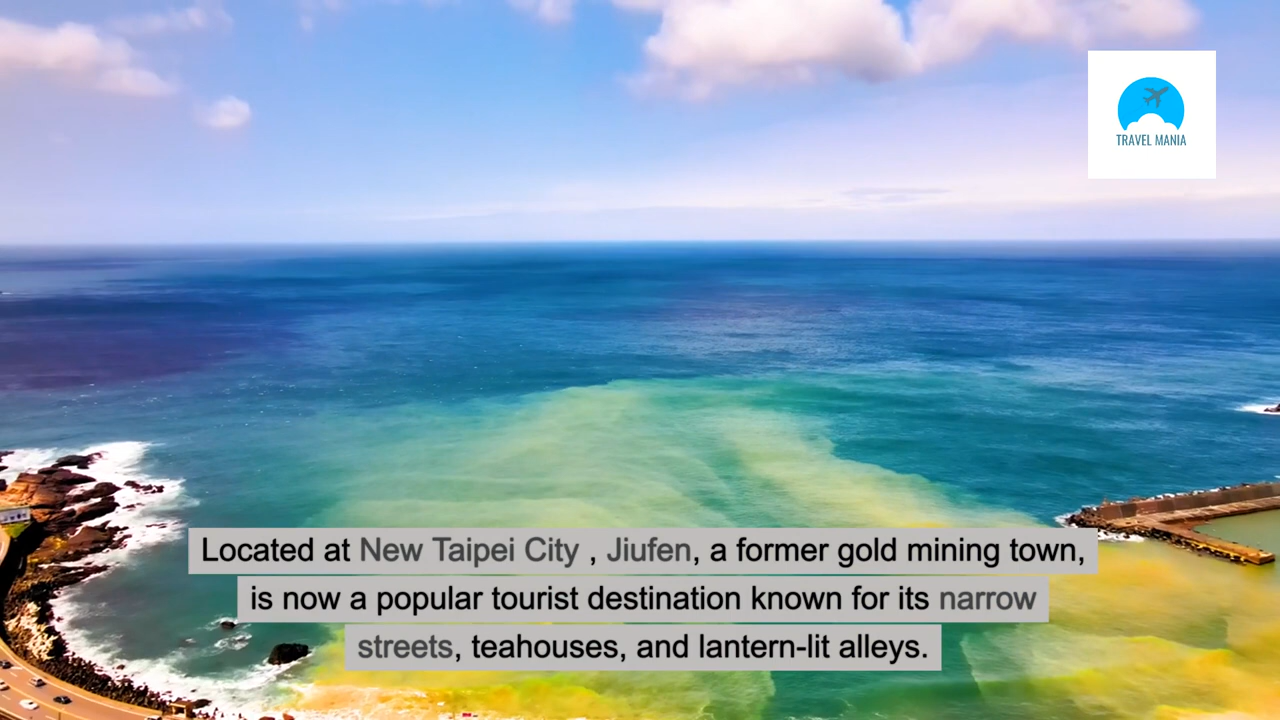 TRAVEL MANIA
Located at New Taipei City , Jiufen, a former gold mining town,
is now a popular tourist destination known for its narrow
streets, teahouses, and lantern-lit alleys.